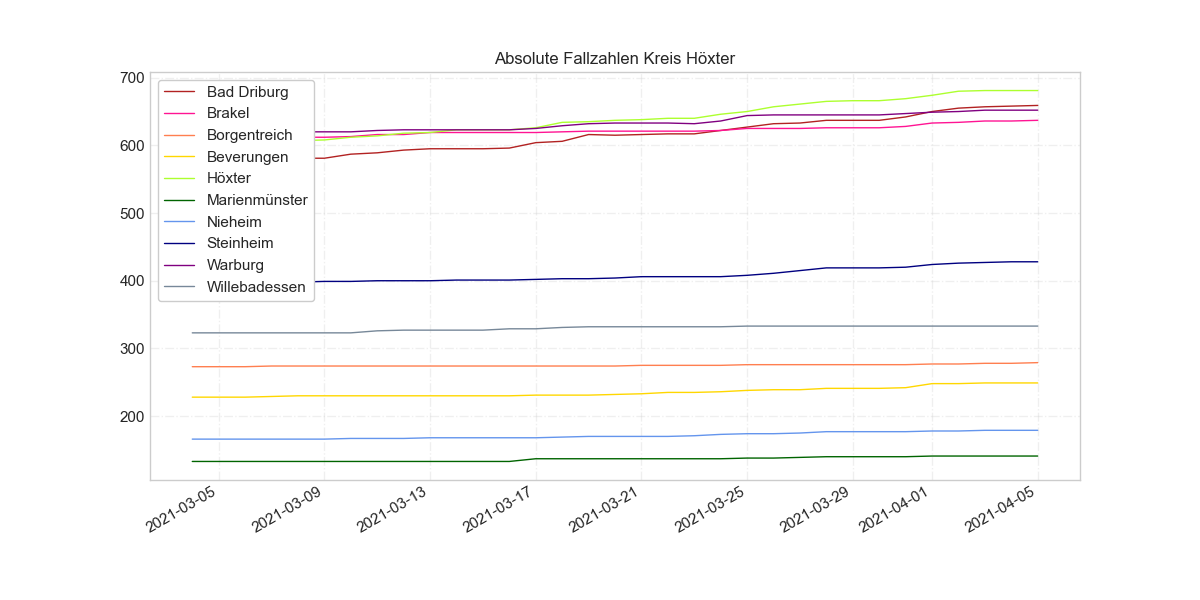 Absolute Fallzahlen Kreis Höxter
700
600
500
400
300
200
Bad Driburg
Brakel
Borgentreich
Beverungen
Höxter
Marienmünster
Nieheim
Steinheim
Warburg
Willebadessen
2021-03-05
2021-03-09
2021-03-13
2021-03-17
2021-03-21
2021-03-25
2021-03-29
2021-04-01
2021-04-05